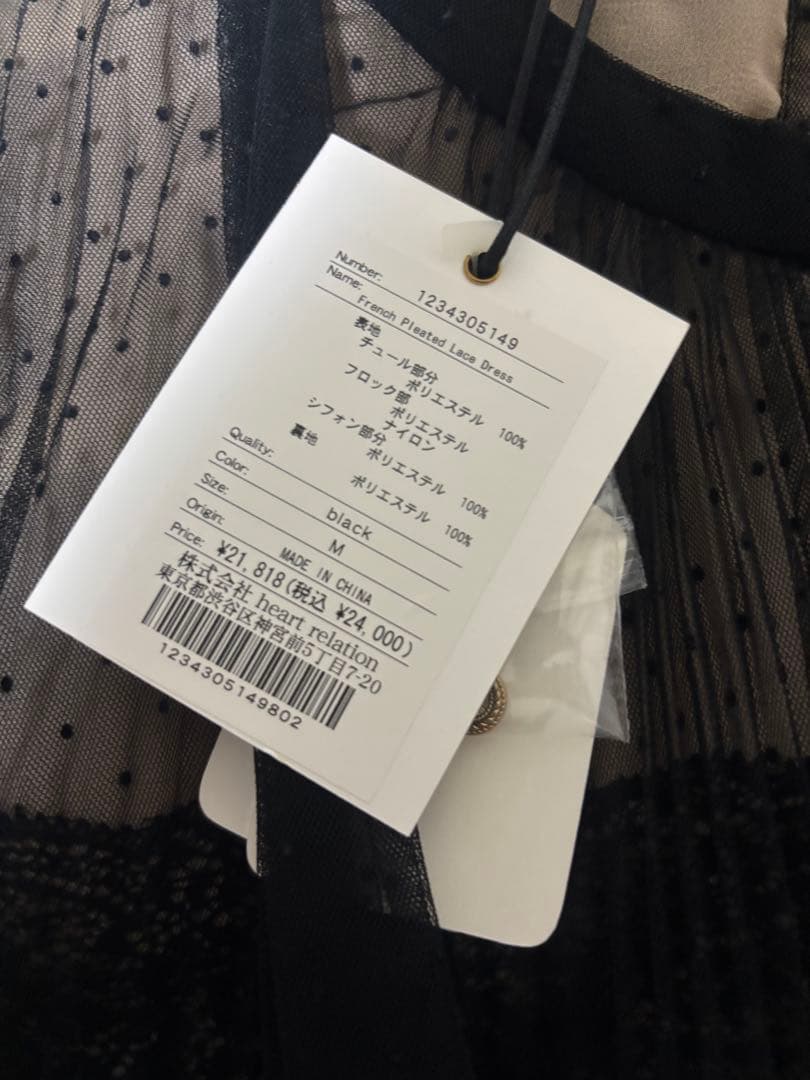 Number: 1234305149
Name: French Pleated Lace Dress
表地
チュール部分
ポリエステル 100%
フロック部
ポリエステル
ナイロン
シフォン部分
ポリエステル 100%
裏地
ポリエステル 100%
Quality:
Color: black
Size: M
Origin: MADE IN CHINA
Price: ¥21,818(税込 ¥24,000)
株式会社 heart relation
東京都渋谷区神宮前5丁目7-20
1234305149802